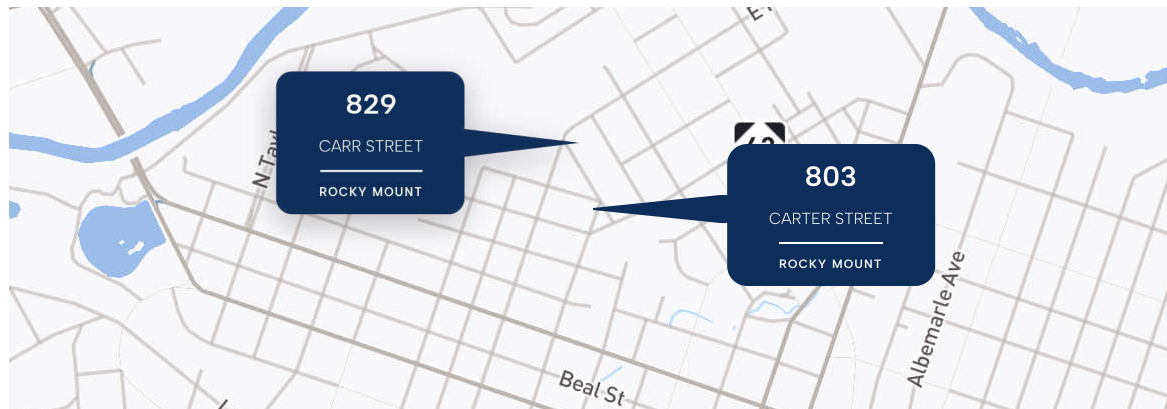 829
CARR STREET
ROCKY MOUNT
803
CARTER STREET
ROCKY MOUNT
Beal St
Albemarle Ave